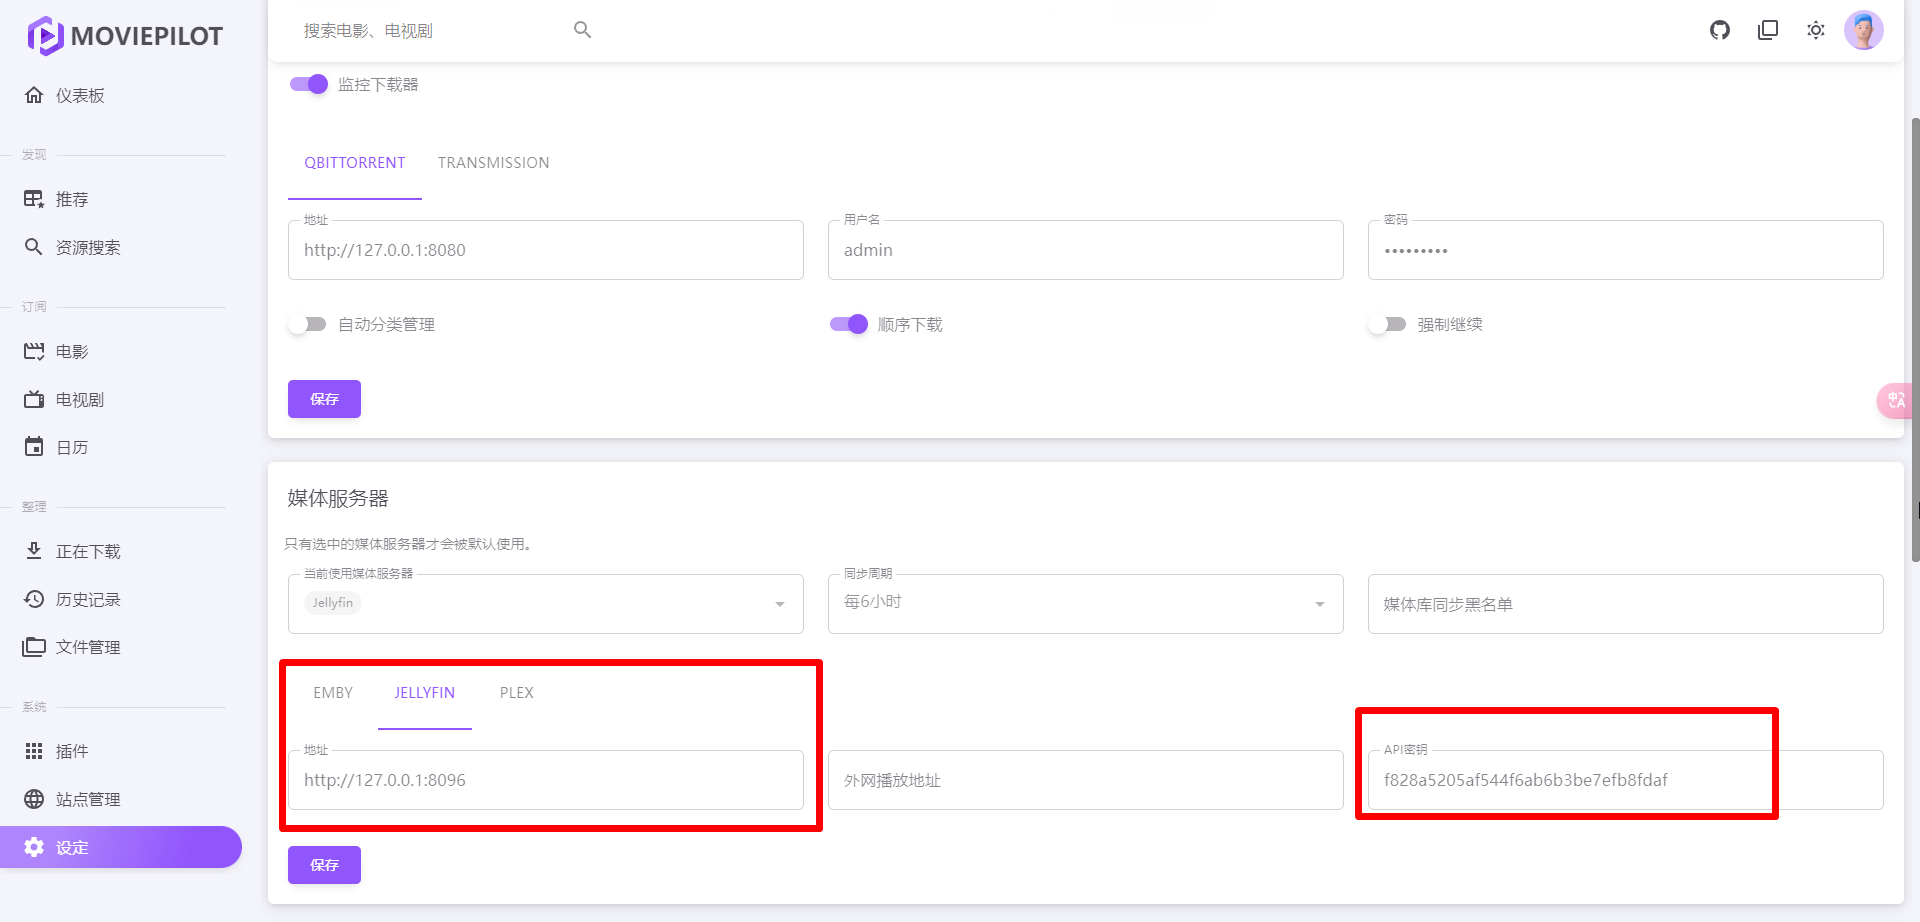 MOVIEPILOT
搜索电影、电视剧
仪表板
发现
推荐
资源搜索
订阅
电影
电视剧
日历
整理
正在下载
历史记录
文件管理
系统
插件
站点管理
设定
监控下载器
QBITTORRENT TRANSMISSION
地址 用户名 密码
http://127.0.0.1:8080 admin •••••••••
自动分类管理 顺序下载 强制继续
保存
媒体服务器
只有选中的媒体服务器才会被默认使用。
当前使用媒体服务器 同步周期
Jellyfin 每6小时 媒体库同步黑名单
EMBY JELLYFIN PLEX
地址 API密钥
http://127.0.0.1:8096 外网播放地址 f828a5205af544f6ab6b3be7efb8fdaf
保存
中A